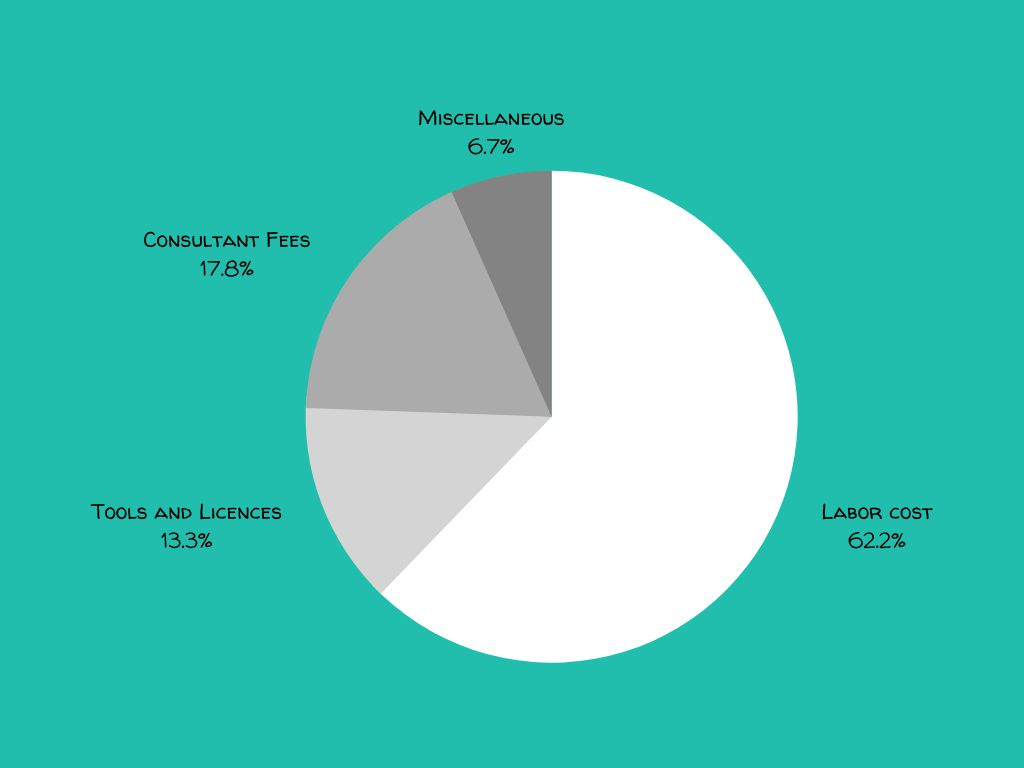 Miscellaneous
6.7%
Consultant Fees
17.8%
Tools and Licences
13.3%
Labor cost
62.2%